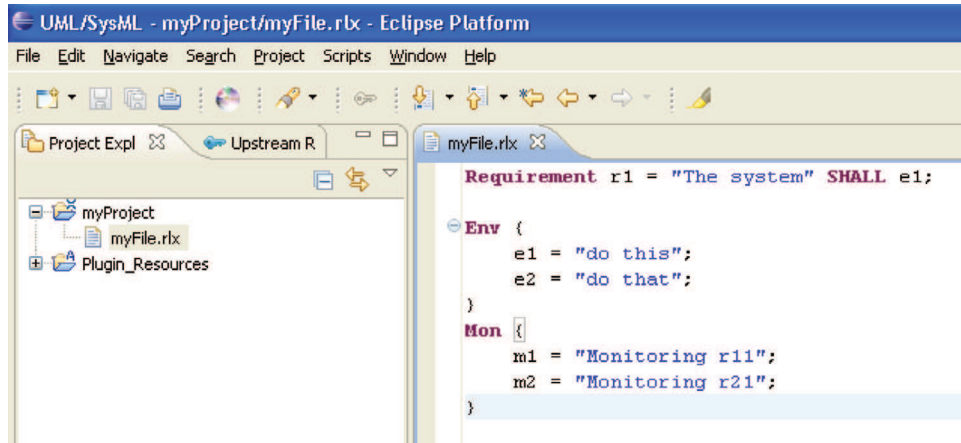 UML/SysML - myProject/myFile.rlx - Eclipse Platform
File Edit Navigate Search Project Scripts Window Help
Project Expl Upstream R
myProject
myFile.rlx
Plugin_Resources
myFile.rlx
Requirement r1 = "The system" SHALL e1;
Env {
e1 = "do this";
e2 = "do that";
}
Mon {
m1 = "Monitoring r11";
m2 = "Monitoring r21";
}